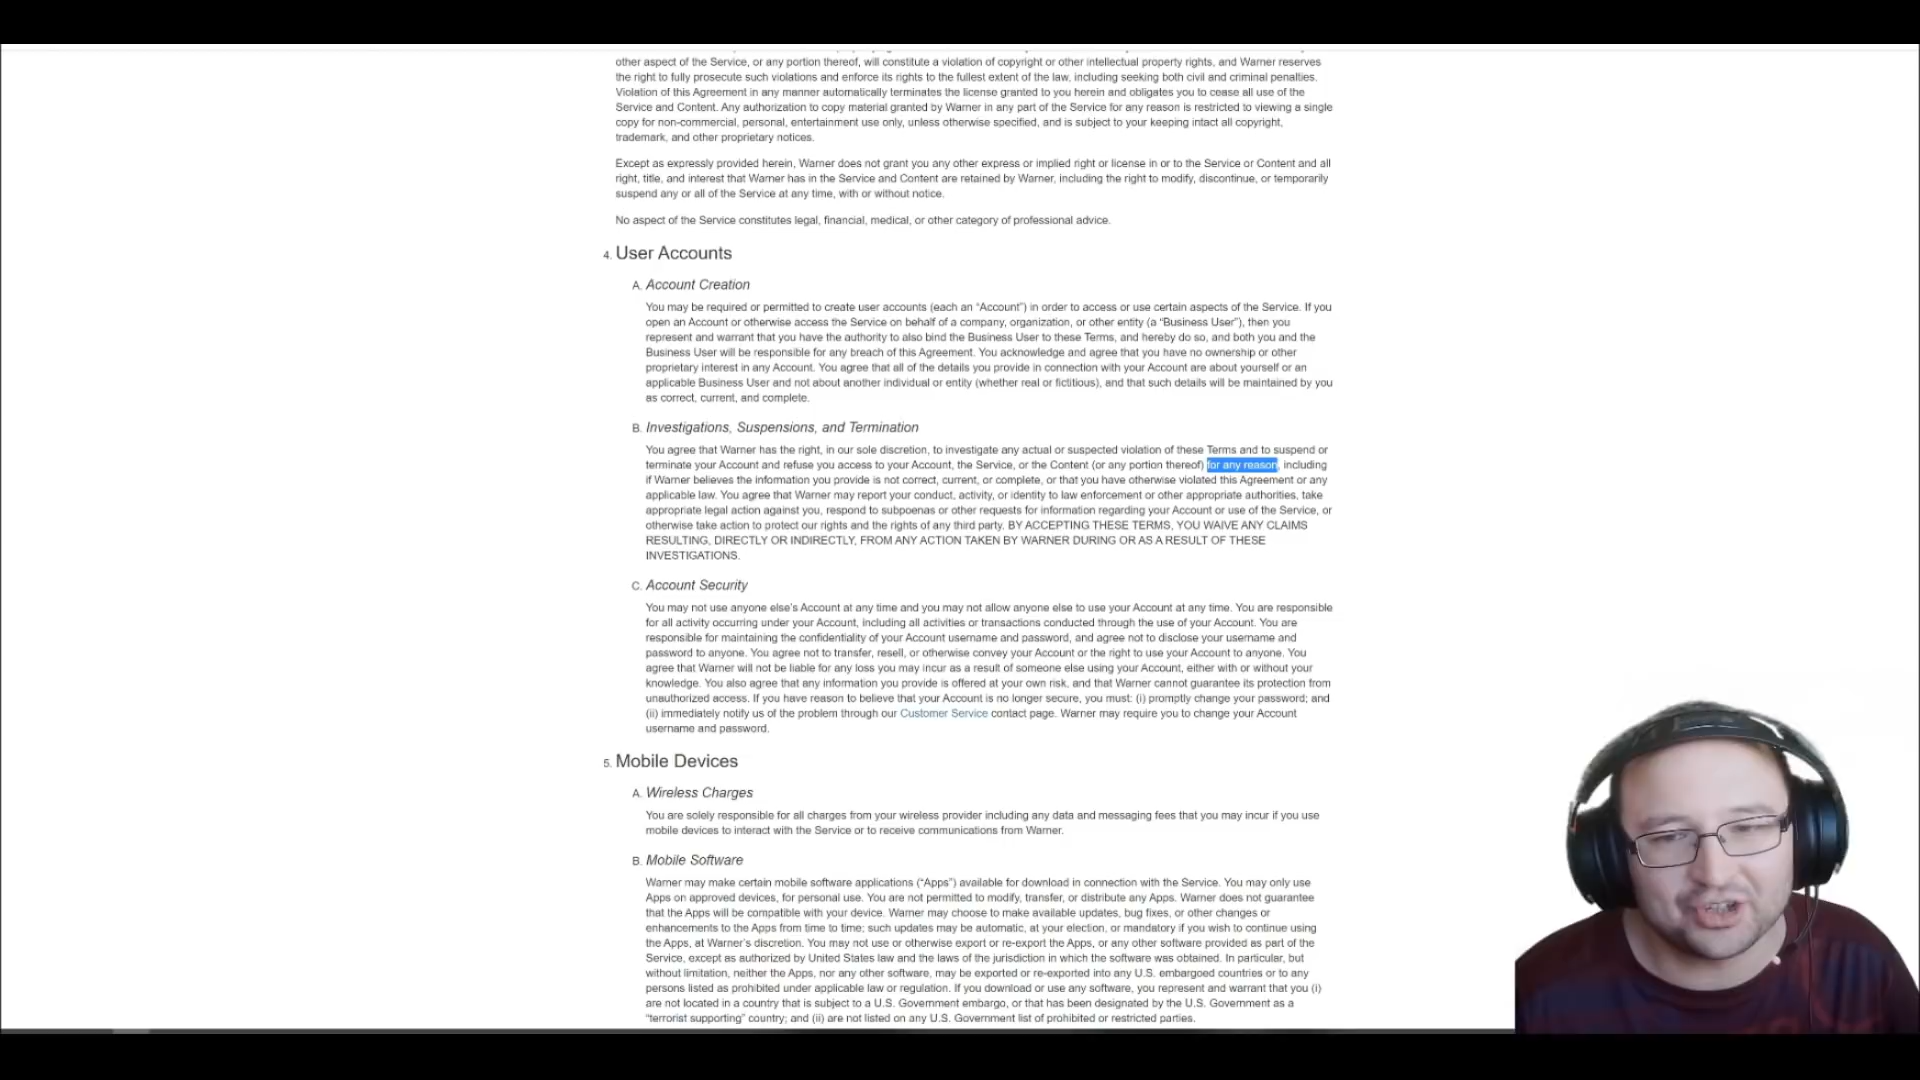 other aspect of the Service, or any portion thereof, will constitute a violation of copyright or other intellectual property rights, and Warner reserves
the right to fully prosecute such violations and enforce its rights to the fullest extent of the law, including seeking both civil and criminal penalties.
Violation of this Agreement in any manner automatically terminates the license granted to you herein and obligates you to cease all use of the
Service and Content. Any authorization to copy material granted by Warner in any part of the Service for any reason is restricted to viewing a single
copy for non-commercial, personal, entertainment use only, unless otherwise specified, and is subject to your keeping intact all copyright,
trademark, and other proprietary notices.
Except as expressly provided herein, Warner does not grant you any other express or implied right or license in or to the Service or Content and all
right, title, and interest that Warner has in the Service and Content are retained by Warner, including the right to modify, discontinue, or temporarily
suspend any or all of the Service at any time, with or without notice.
No aspect of the Service constitutes legal, financial, medical, or other category of professional advice.
4. User Accounts
A. Account Creation
You may be required or permitted to create user accounts (each an “Account”) in order to access or use certain aspects of the Service. If you
open an Account or otherwise access the Service on behalf of a company, organization, or other entity (a “Business User”), then you
represent and warrant that you have the authority to also bind the Business User to these Terms, and hereby do so, and both you and the
Business User will be responsible for any breach of this Agreement. You acknowledge and agree that you have no ownership or other
proprietary interest in any Account. You agree that all of the details you provide in connection with your Account are about yourself or an
applicable Business User and not about another individual or entity (whether real or fictitious), and that such details will be maintained by you
as correct, current, and complete.
B. Investigations, Suspensions, and Termination
You agree that Warner has the right, in our sole discretion, to investigate any actual or suspected violation of these Terms and to suspend or
terminate your Account and refuse you access to your Account, the Service, or the Content (or any portion thereof) for any reason, including
if Warner believes the information you provide is not correct, current, or complete, or that you have otherwise violated this Agreement or any
applicable law. You agree that Warner may report your conduct, activity, or identity to law enforcement or other appropriate authorities, take
appropriate legal action against you, respond to subpoenas or other requests for information regarding your Account or use of the Service, or
otherwise take action to protect our rights and the rights of any third party. BY ACCEPTING THESE TERMS, YOU WAIVE ANY CLAIMS
RESULTING, DIRECTLY OR INDIRECTLY, FROM ANY ACTION TAKEN BY WARNER DURING OR AS A RESULT OF THESE
INVESTIGATIONS.
C. Account Security
You may not use anyone else’s Account at any time and you may not allow anyone else to use your Account at any time. You are responsible
for all activity occurring under your Account, including all activities or transactions conducted through the use of your Account. You are
responsible for maintaining the confidentiality of your Account username and password, and agree not to disclose your username and
password to anyone. You agree not to transfer, resell, or otherwise convey your Account or the right to use your Account to anyone. You
agree that Warner will not be liable for any loss you may incur as a result of someone else using your Account, either with or without your
knowledge. You also agree that any information you provide is offered at your own risk, and that Warner cannot guarantee its protection from
unauthorized access. If you have reason to believe that your Account is no longer secure, you must: (i) promptly change your password; and
(ii) immediately notify us of the problem through our Customer Service contact page. Warner may require you to change your Account
username and password.
5. Mobile Devices
A. Wireless Charges
You are solely responsible for all charges from your wireless provider including any data and messaging fees that you may incur if you use
mobile devices to interact with the Service or to receive communications from Warner.
B. Mobile Software
Warner may make certain mobile software applications (“Apps”) available for download in connection with the Service. You may only use
Apps on approved devices, for personal use. You are not permitted to modify, transfer, or distribute any Apps. Warner does not guarantee
that the Apps will be compatible with your device. Warner may choose to make available updates, bug fixes, or other changes or
enhancements to the Apps from time to time; such updates may be automatic, at your election, or mandatory if you wish to continue using
the Apps, at Warner’s discretion. You may not use or otherwise export or re-export the Apps, or any other software provided as part of the
Service, except as authorized by United States law and the laws of the jurisdiction in which the software was obtained. In particular, but
without limitation, neither the Apps, nor any other software, may be exported or re-exported into any U.S. embargoed countries or to any
persons listed as prohibited under applicable law or regulation. If you download or use any software, you represent and warrant that you (i)
are not located in a country that is subject to a U.S. Government embargo, or that has been designated by the U.S. Government as a
“terrorist supporting” country; and (ii) are not listed on any U.S. Government list of prohibited or restricted parties.